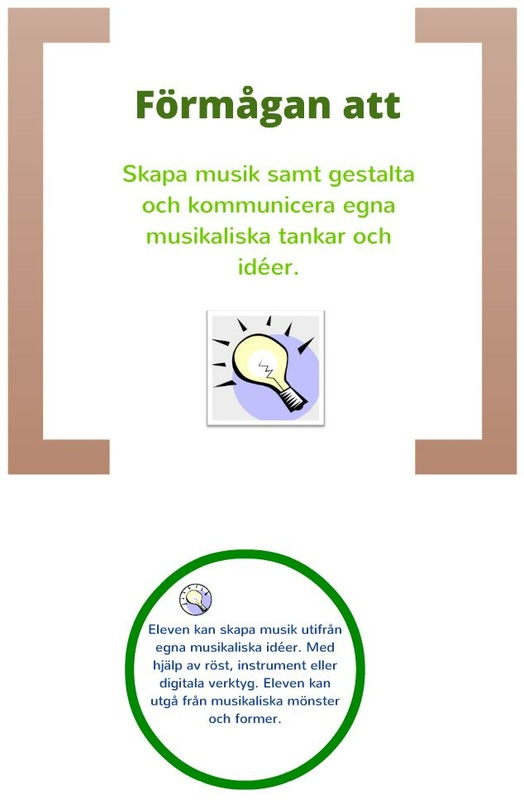 Förmågan att
Skapa musik samt gestalta
och kommunicera egna
musikaliska tankar och
idéer.
Eleven kan skapa musik utifrån
egna musikaliska idéer. Med
hjälp av röst, instrument eller
digitala verktyg. Eleven kan
utgå från musikaliska mönster
och former.